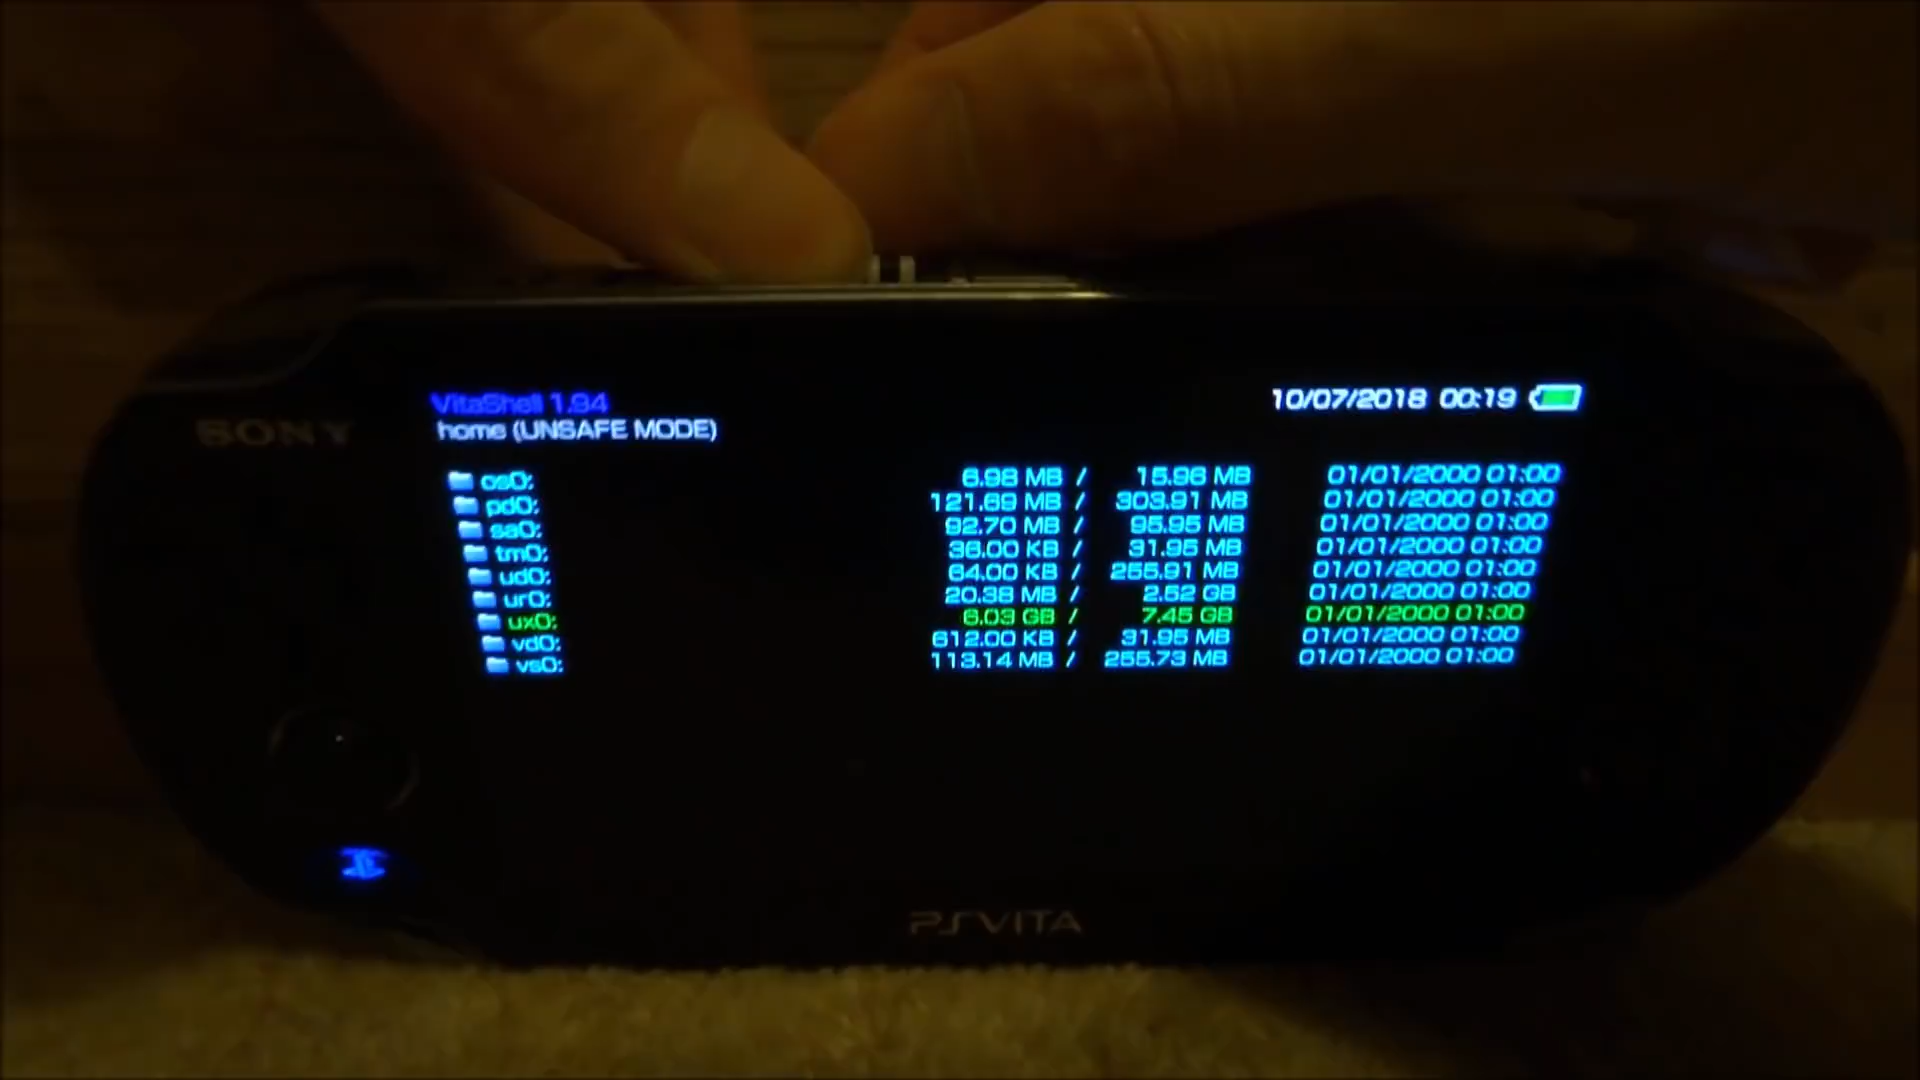 VitaShell 1.94
10/07/2018 00:19
SONY
home (UNSAFE MODE)
os0: 6.98 MB / 15.96 MB 01/01/2000 01:00
pd0: 121.69 MB / 303.91 MB 01/01/2000 01:00
sa0: 92.70 MB / 95.95 MB 01/01/2000 01:00
tm0: 36.00 KB / 31.95 MB 01/01/2000 01:00
ud0: 64.00 KB / 255.91 MB 01/01/2000 01:00
ur0: 20.38 MB / 2.52 GB 01/01/2000 01:00
ux0: 6.03 GB / 7.45 GB 01/01/2000 01:00
vd0: 612.00 KB / 31.95 MB 01/01/2000 01:00
vs0: 113.14 MB / 255.73 MB 01/01/2000 01:00
PSVITA